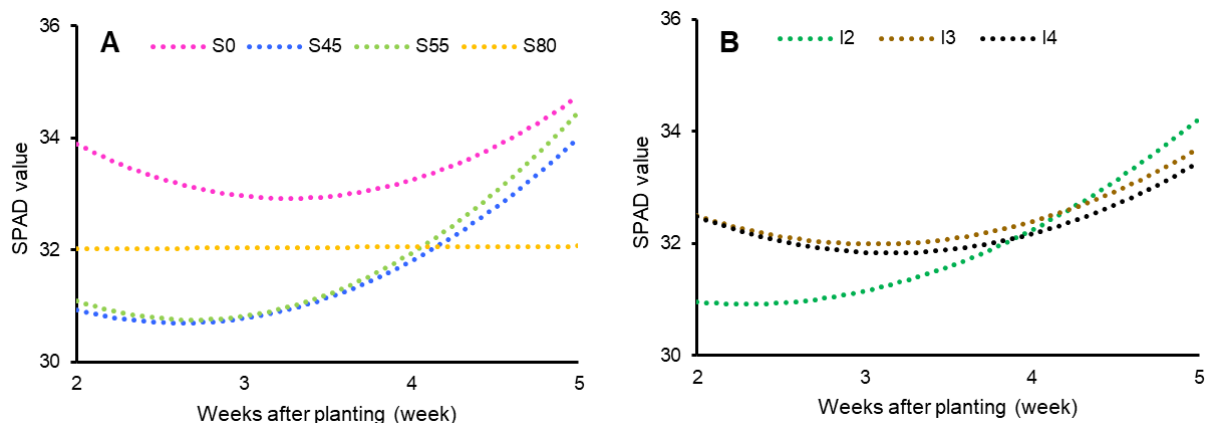 A
S0 S45 S55 S80
SPAD value
36
34
32
30
2 3 4 5
Weeks after planting (week)
B
I2 I3 I4
SPAD value
36
34
32
30
2 3 4 5
Weeks after planting (week)